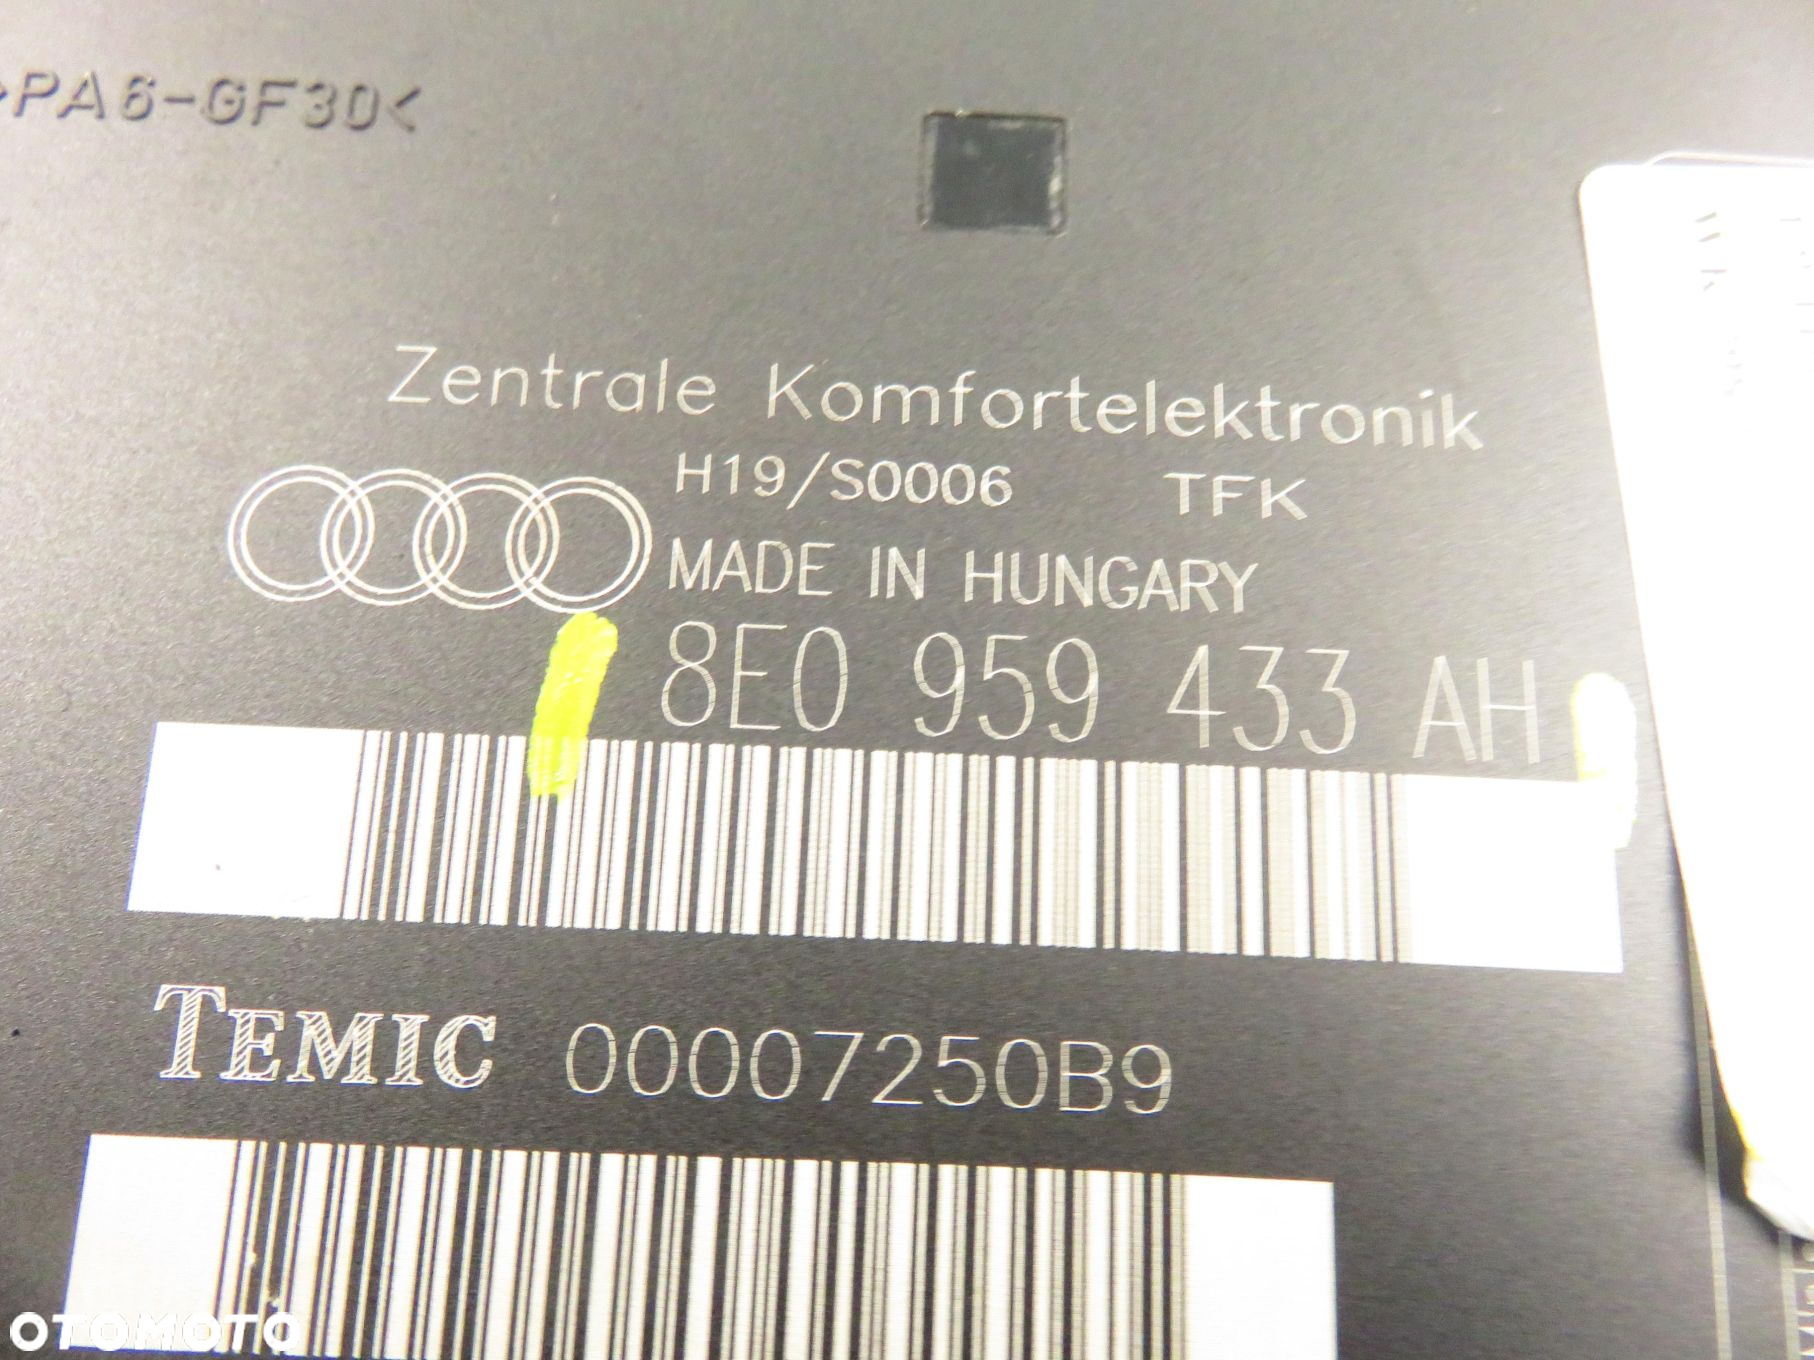 >PA6-GF30<
Zentrale Komfortelektronik
H19/S0006 TFK
MADE IN HUNGARY
8E0 959 433 AH
TEMIC 00007250B9
OTOMOTO